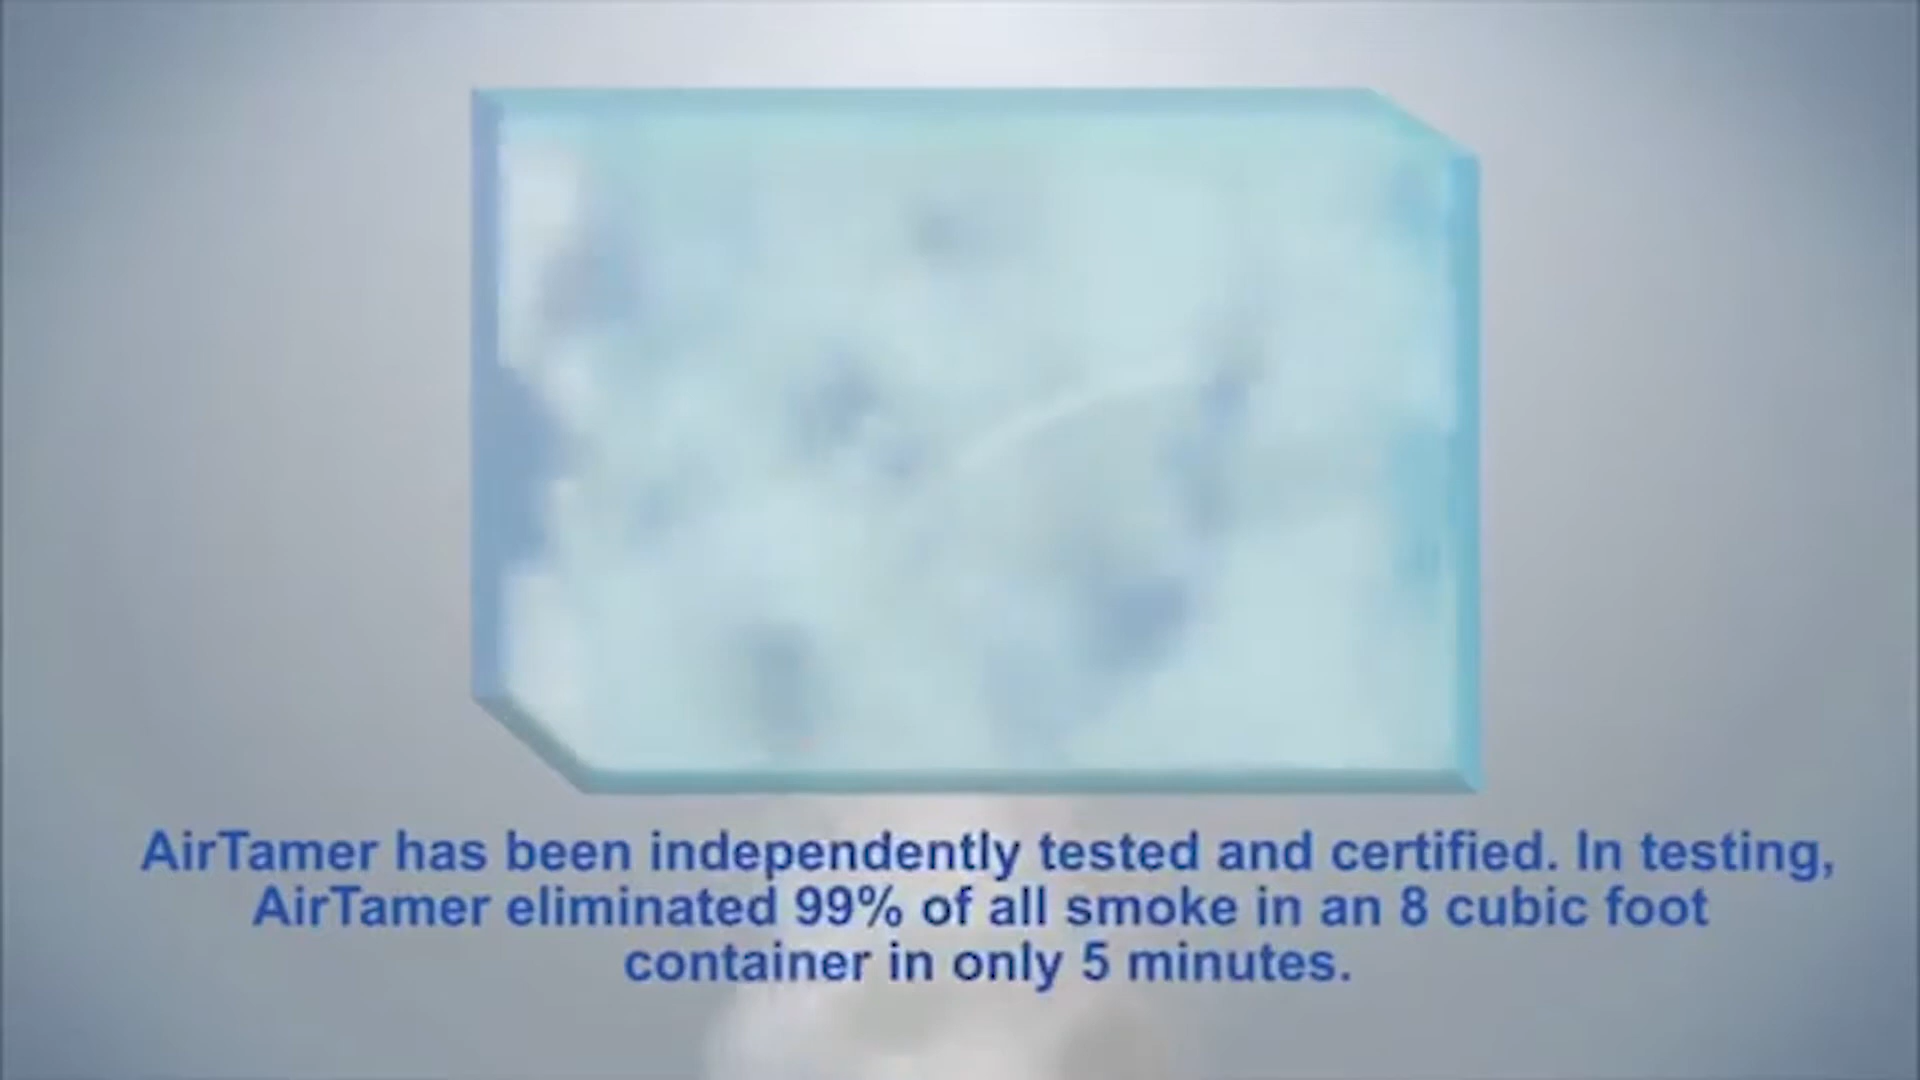 AirTamer has been independently tested and certified. In testing,
AirTamer eliminated 99% of all smoke in an 8 cubic foot
container in only 5 minutes.